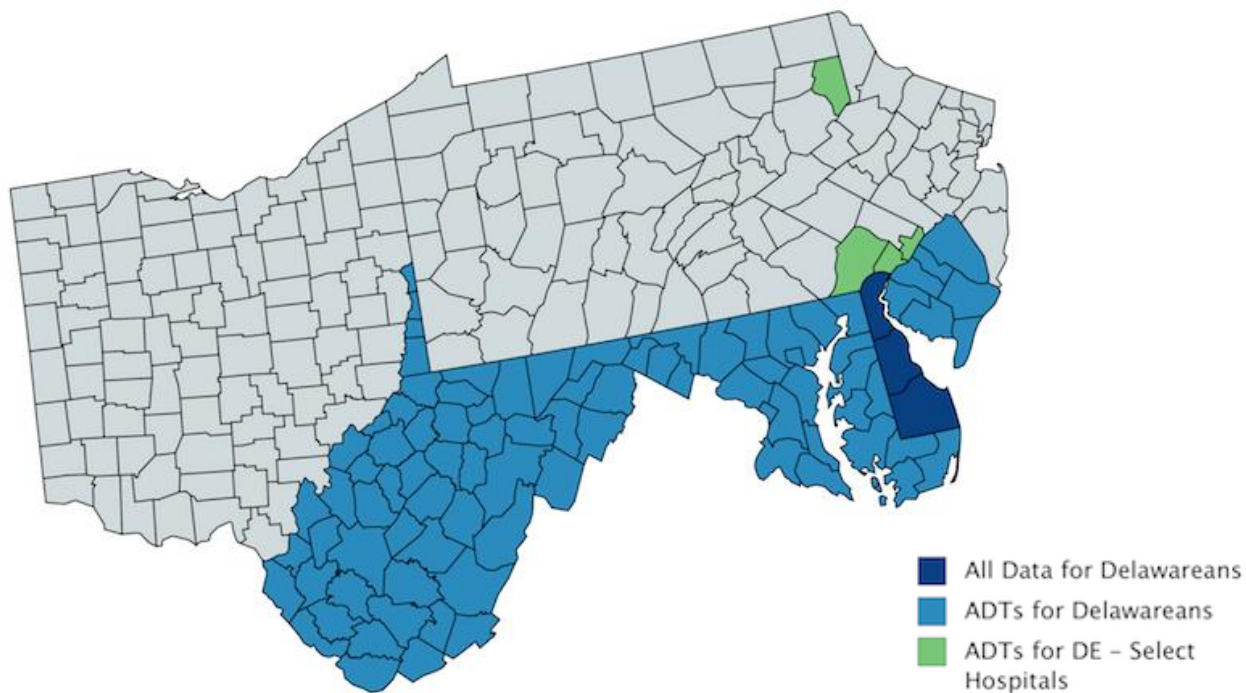 All Data for Delawareans
ADTs for Delawareans
ADTs for DE – Select
Hospitals